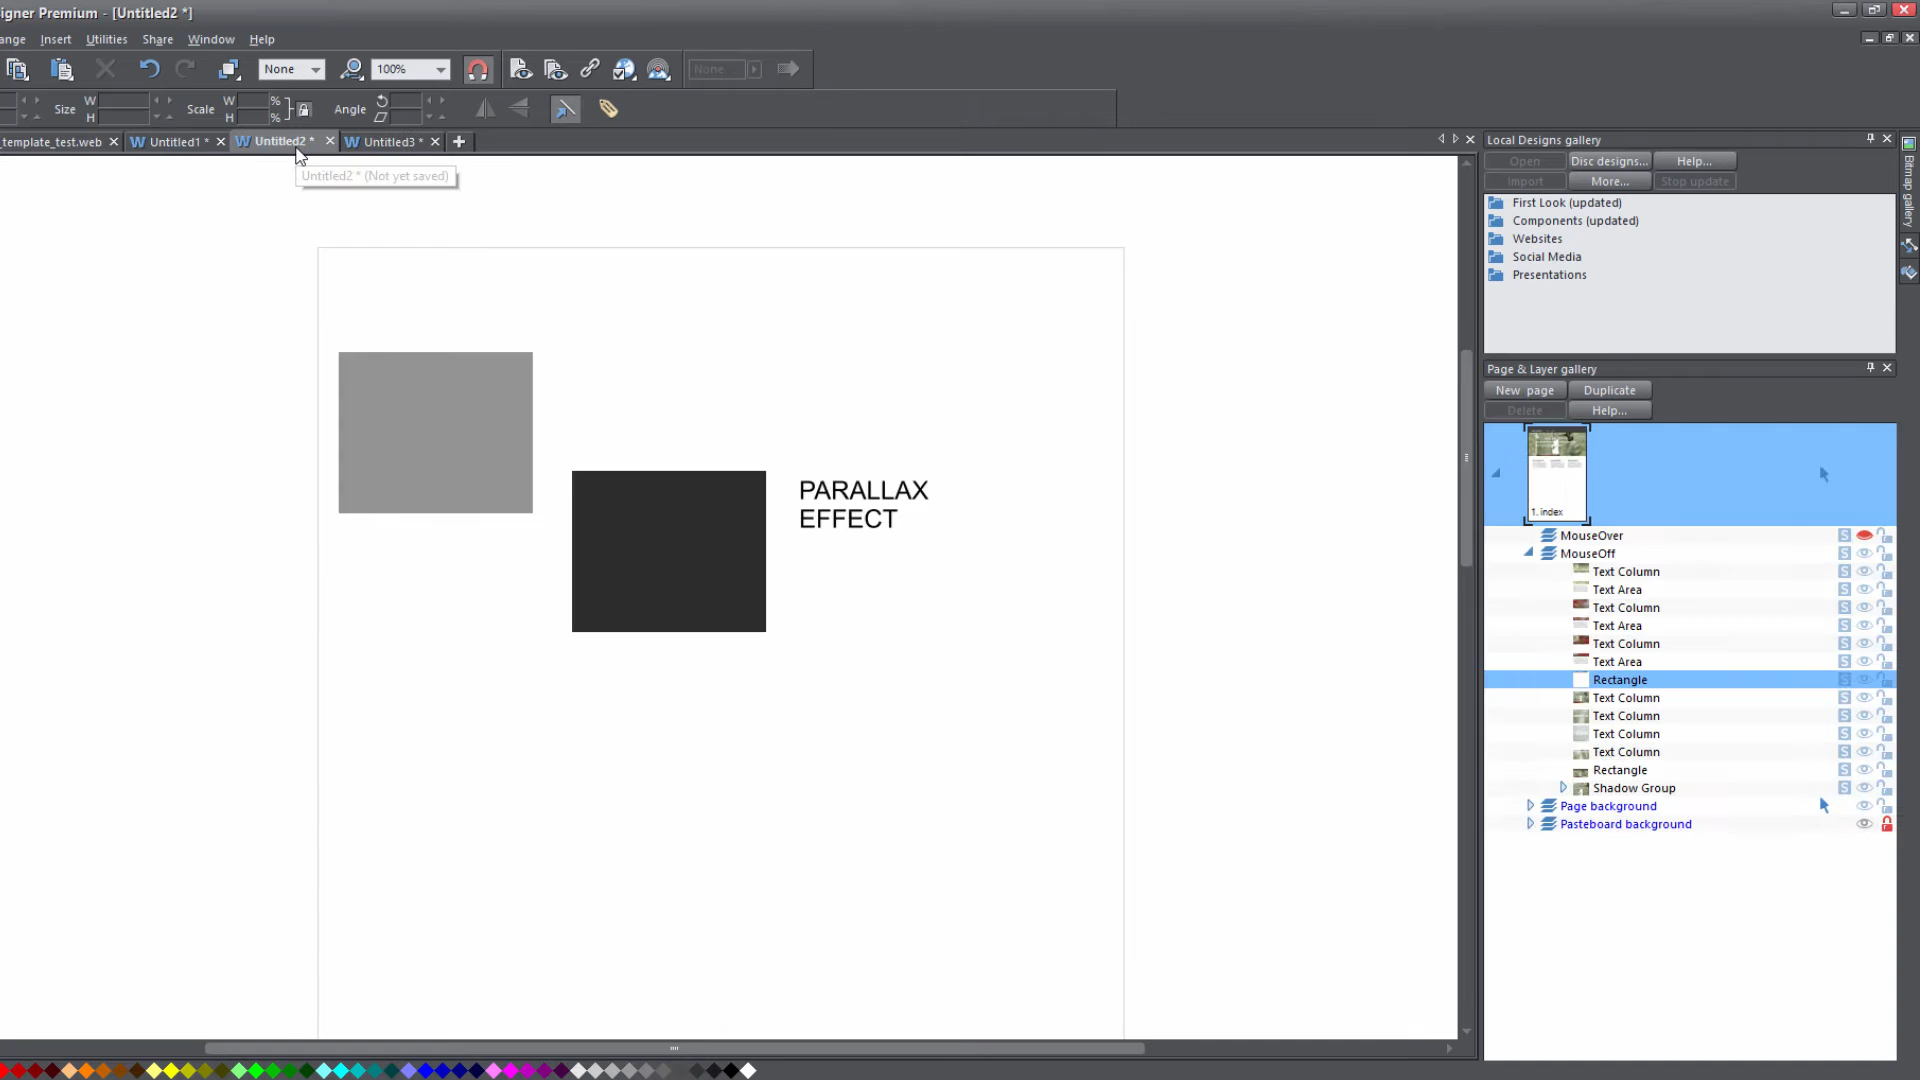 igner Premium - [Untitled2 *]
ange Insert Utilities Share Window Help
None 100% None
Size W H Scale W H % % Angle
_template_test.web Untitled1 * Untitled2 * Untitled3 *
Untitled2 * (Not yet saved)
PARALLAX
EFFECT
Local Designs gallery
Open Disc designs... Help...
Import More... Stop update
First Look (updated)
Components (updated)
Websites
Social Media
Presentations
Bitmap gallery
Page & Layer gallery
New page Duplicate
Delete Help...
1. index
MouseOver
MouseOff
Text Column
Text Area
Text Column
Text Area
Text Column
Text Area
Rectangle
Text Column
Text Column
Text Column
Text Column
Rectangle
Shadow Group
Page background
Pasteboard background